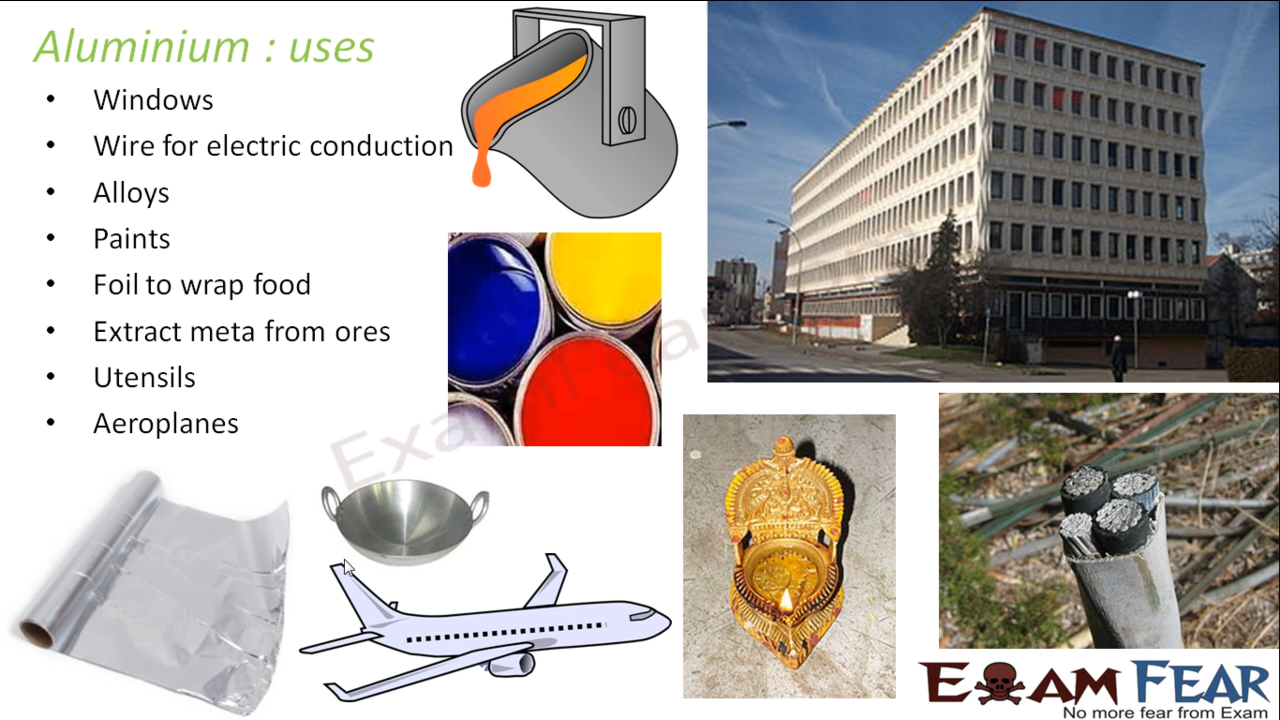 Aluminium : uses
• Windows
• Wire for electric conduction
• Alloys
• Paints
• Foil to wrap food
• Extract meta from ores
• Utensils
• Aeroplanes
ExamFear
EXAM FEAR
No more fear from Exam